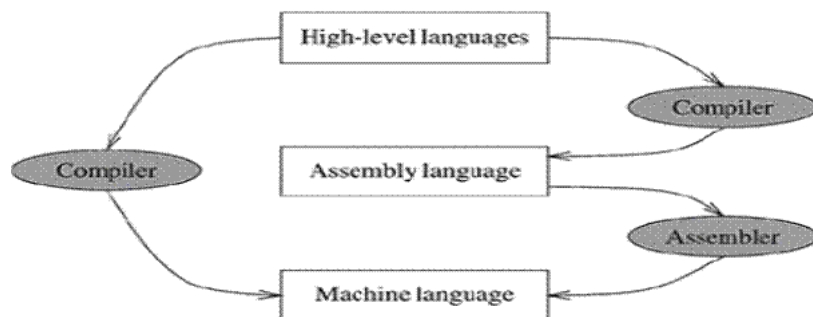 High-level languages
Compiler
Compiler
Assembly language
Assembler
Machine language